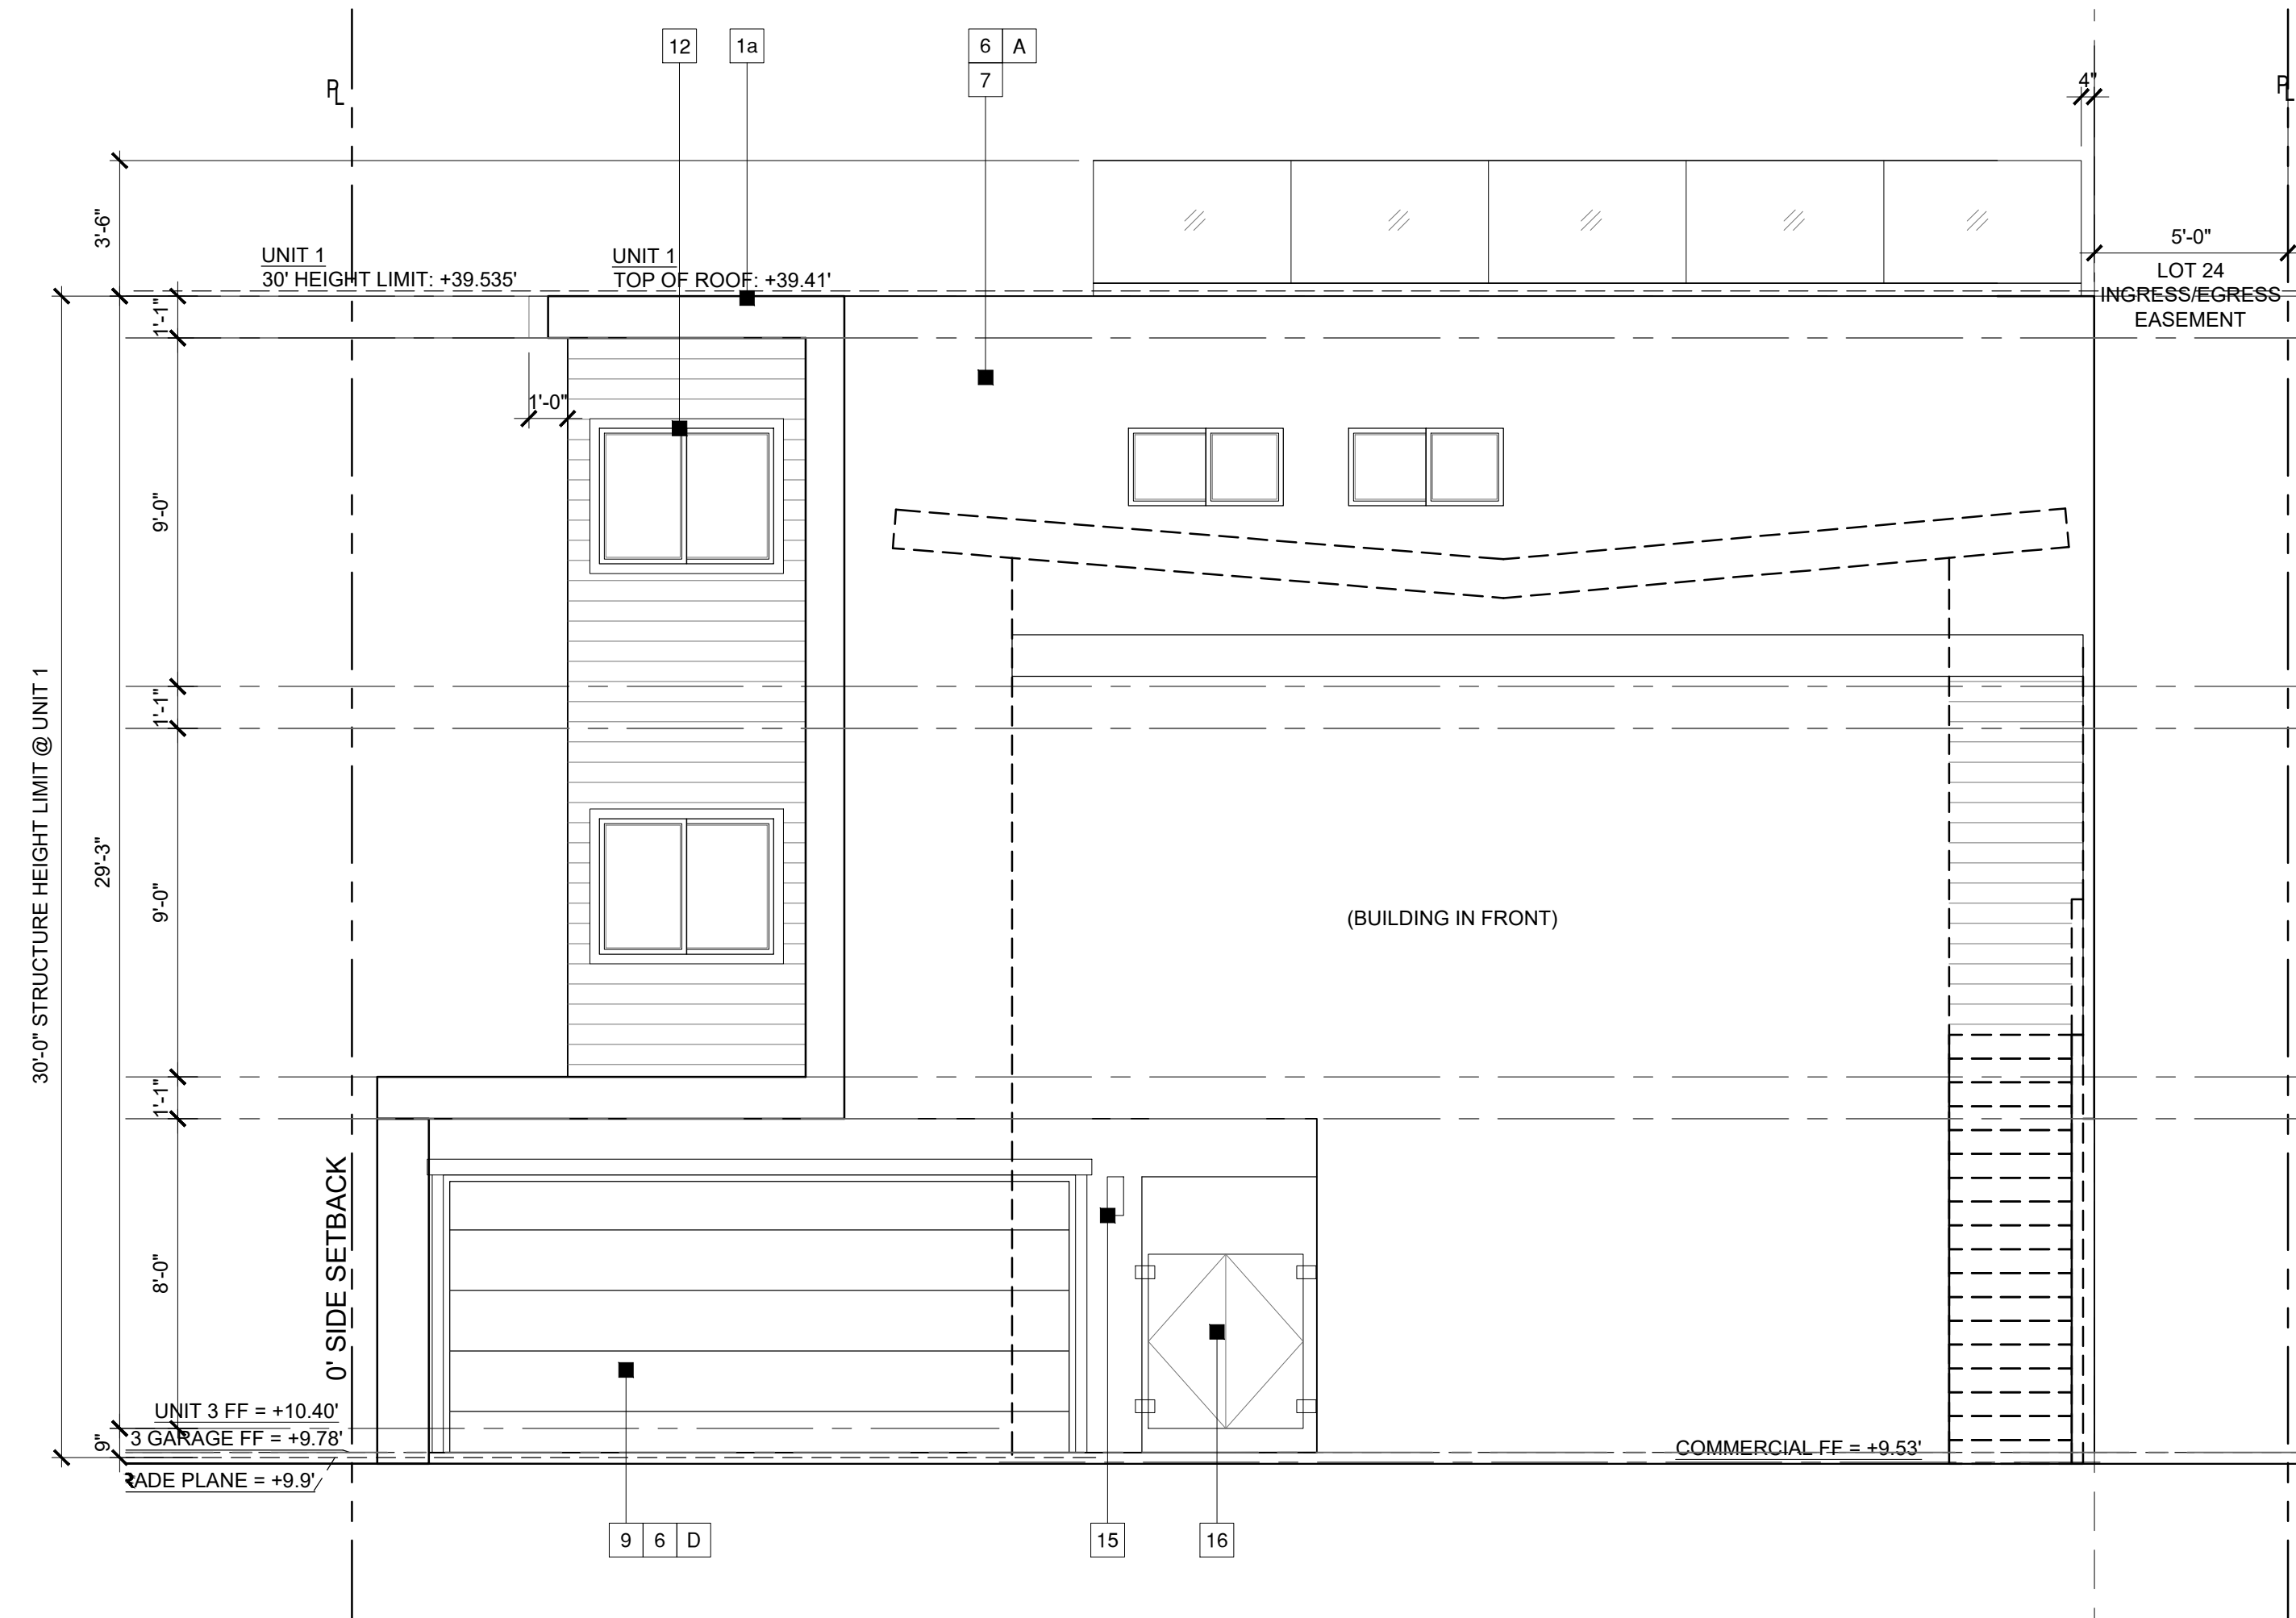 12
1a
6 A
7
PL
4"
PL
3'-6"
5'-0"
UNIT 1
30' HEIGHT LIMIT: +39.535'
UNIT 1
TOP OF ROOF: +39.41'
LOT 24
INGRESS/EGRESS
EASEMENT
1'-1"
1'-0"
9'-0"
1'-1"
30'-0" STRUCTURE HEIGHT LIMIT @ UNIT 1
29'-3"
9'-0"
(BUILDING IN FRONT)
1'-1"
8'-0"
0' SIDE SETBACK
UNIT 3 FF = +10.40'
3 GARAGE FF = +9.78'
9"
COMMERCIAL FF = +9.53'
RADE PLANE = +9.9'
9 6 D
15
16